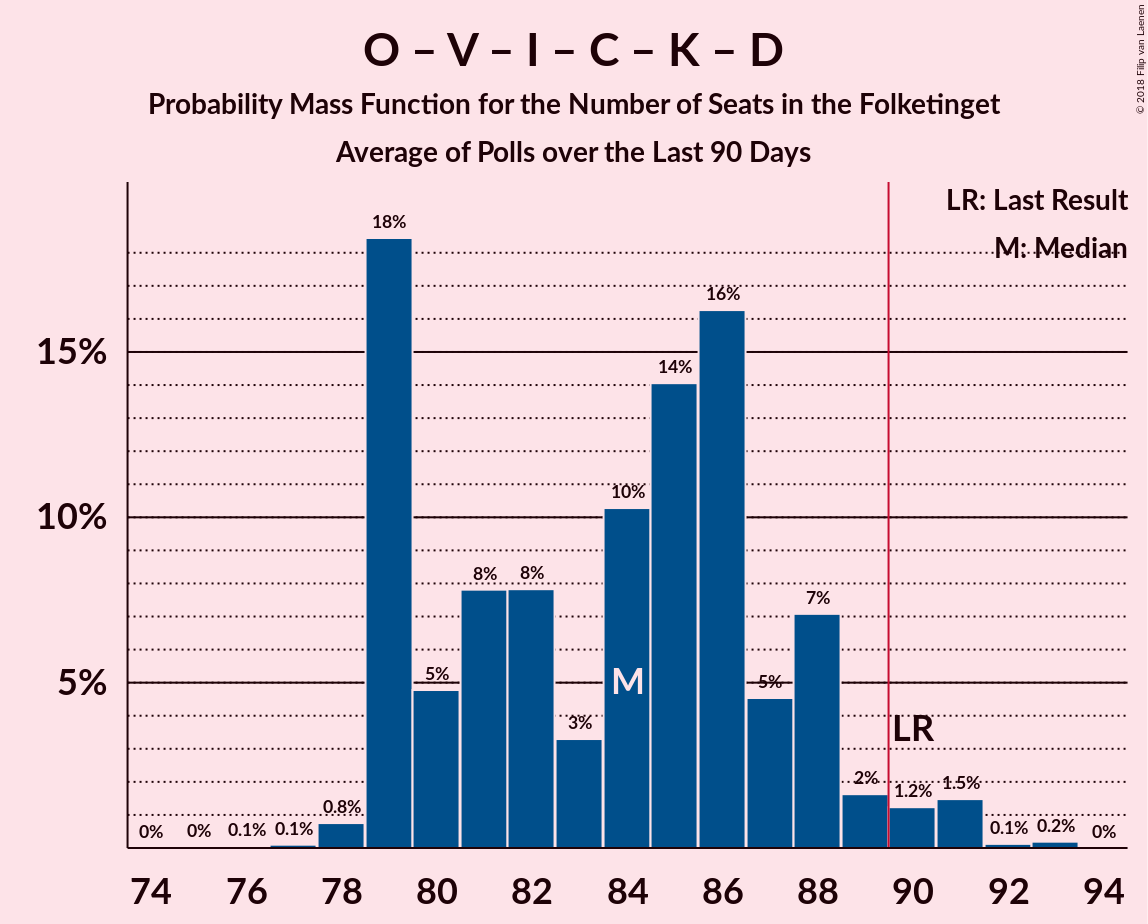 O – V – I – C – K – D
Probability Mass Function for the Number of Seats in the Folketinget
Average of Polls over the Last 90 Days
© 2018 Filip van Laenen
LR: Last Result
M: Median
18%
16%
15%
14%
10%
10%
8%
8%
7%
5%
5%
5%
M
3%
LR
2%
1.5%
1.2%
0.8%
0%
0%
0.1%
0.1%
0.1%
0.2%
0%
74 76 78 80 82 84 86 88 90 92 94